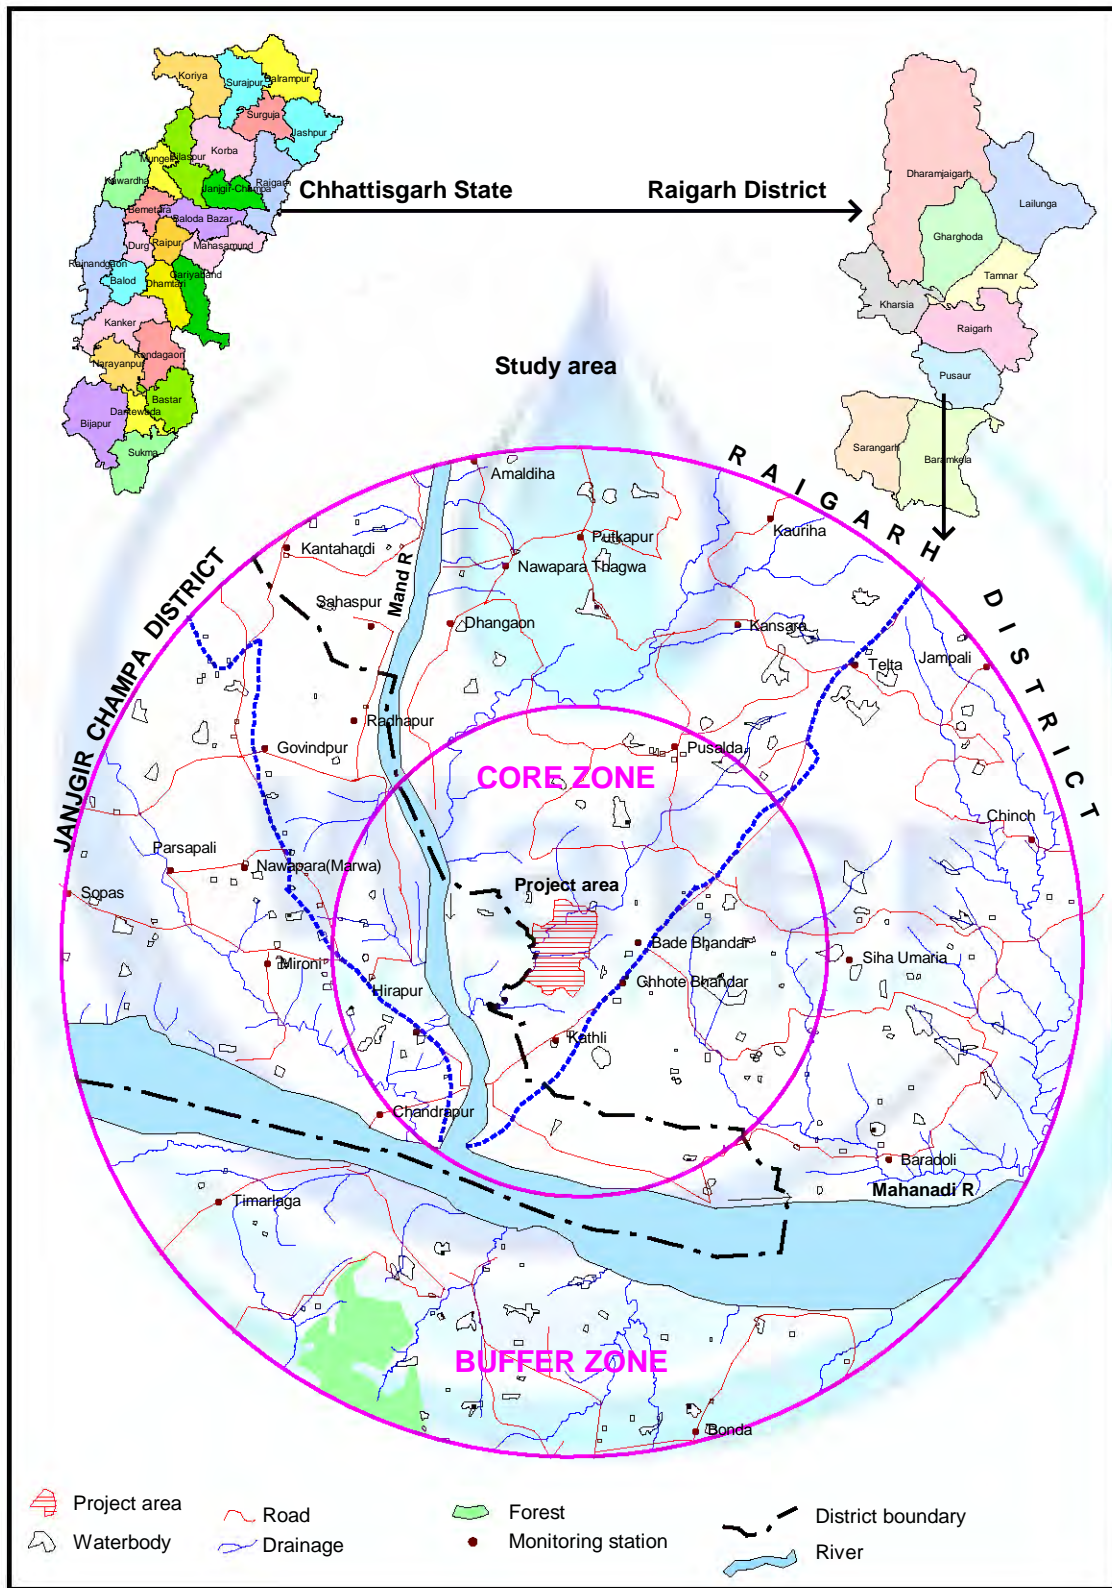 Koriya
Surajpur
Balrampur
Surguja
Jashpur
Korba
Bilaspur
Mungeli
Raigarh
Kawardha
Janjgir-Champa
Bemetara
Baloda Bazar
Durg
Raipur
Mahasamund
Rajnandgaon
Balod
Dhamtari
Gariyaband
Kanker
Kondagaon
Narayanpur
Bastar
Dantewada
Bijapur
Sukma
Chhattisgarh State
Raigarh District
Dharamjaigarh
Lailunga
Gharghoda
Tamnar
Kharsia
Raigarh
Pusaur
Sarangarh
Baramkela
Study area
RAIGARH DISTRICT
JANJGIR CHAMPA DISTRICT
Amaldiha
Kauriha
Putkapur
Kantahardi
Nawapara Thagwa
Mand R
Sahaspur
Dhangaon
Kansara
Telta
Jampali
Radhapur
Govindpur
Pusalda
CORE ZONE
Chinch
Parsapali
Nawapara(Marwa)
Sopas
Project area
Bade Bhandar
Siha Umaria
Mironi
Hirapur
Chhote Bhandar
Kathli
Chandrapur
Baradoli
Mahanadi R
Timarlaga
BUFFER ZONE
Bonda
Project area
Waterbody
Road
Drainage
Forest
Monitoring station
District boundary
River